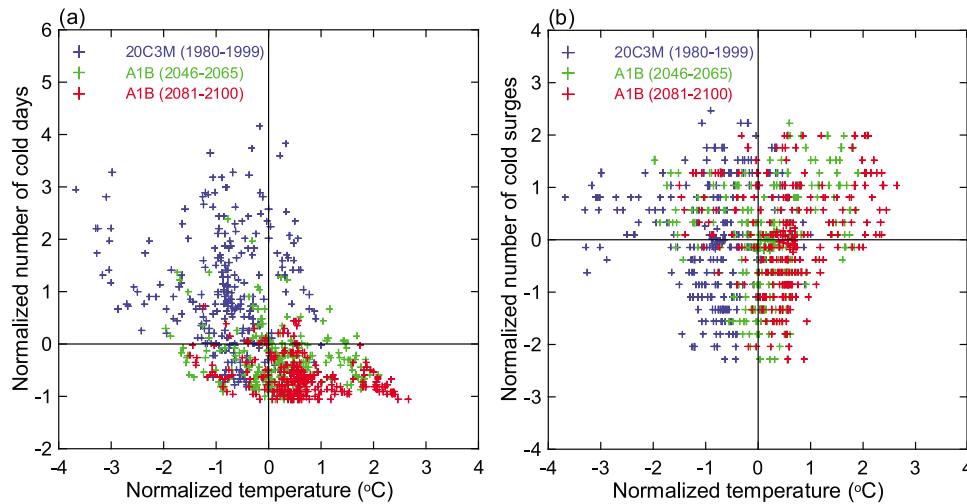 (a)
6
5
4
3
2
1
0
-1
-2
Normalized number of cold days
20C3M (1980-1999)
A1B (2046-2065)
A1B (2081-2100)
-4 -3 -2 -1 0 1 2 3 4
Normalized temperature (°C)
(b)
4
3
2
1
0
-1
-2
-3
-4
Normalized number of cold surges
20C3M (1980-1999)
A1B (2046-2065)
A1B (2081-2100)
-4 -3 -2 -1 0 1 2 3 4
Normalized temperature (°C)